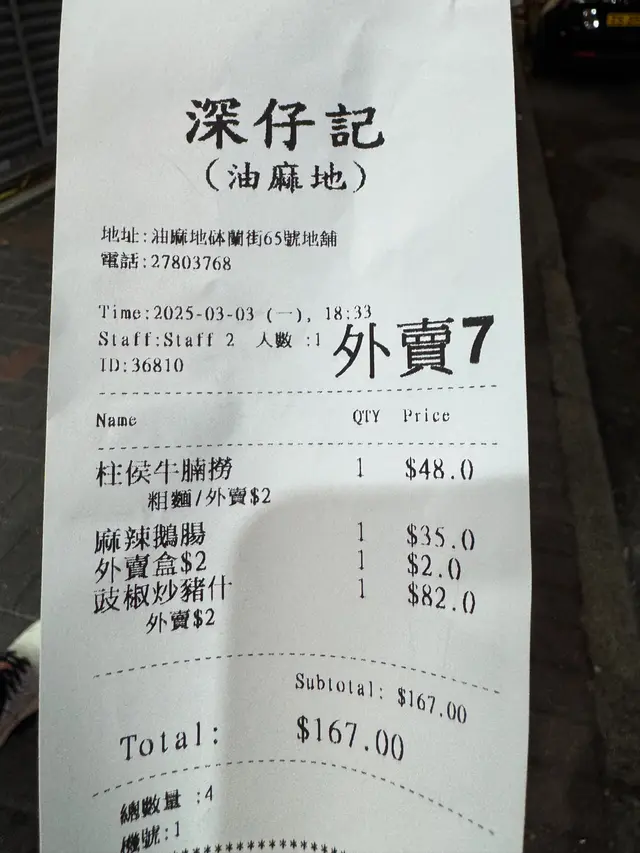 深仔記
(油麻地)
地址:油麻地砵蘭街65號地舖
電話:27803768
Time:2025-03-03 (一), 18:33
Staff:Staff 2 人數 :1
外賣7
ID:36810
Name QTY Price
柱侯牛腩撈 1 $48.0
粗麵/外賣$2
麻辣鵝腸 1 $35.0
外賣盒$2 1 $2.0
豉椒炒豬什 1 $82.0
外賣$2
Subtotal: $167.00
Total: $167.00
總數量 :4
機號:1